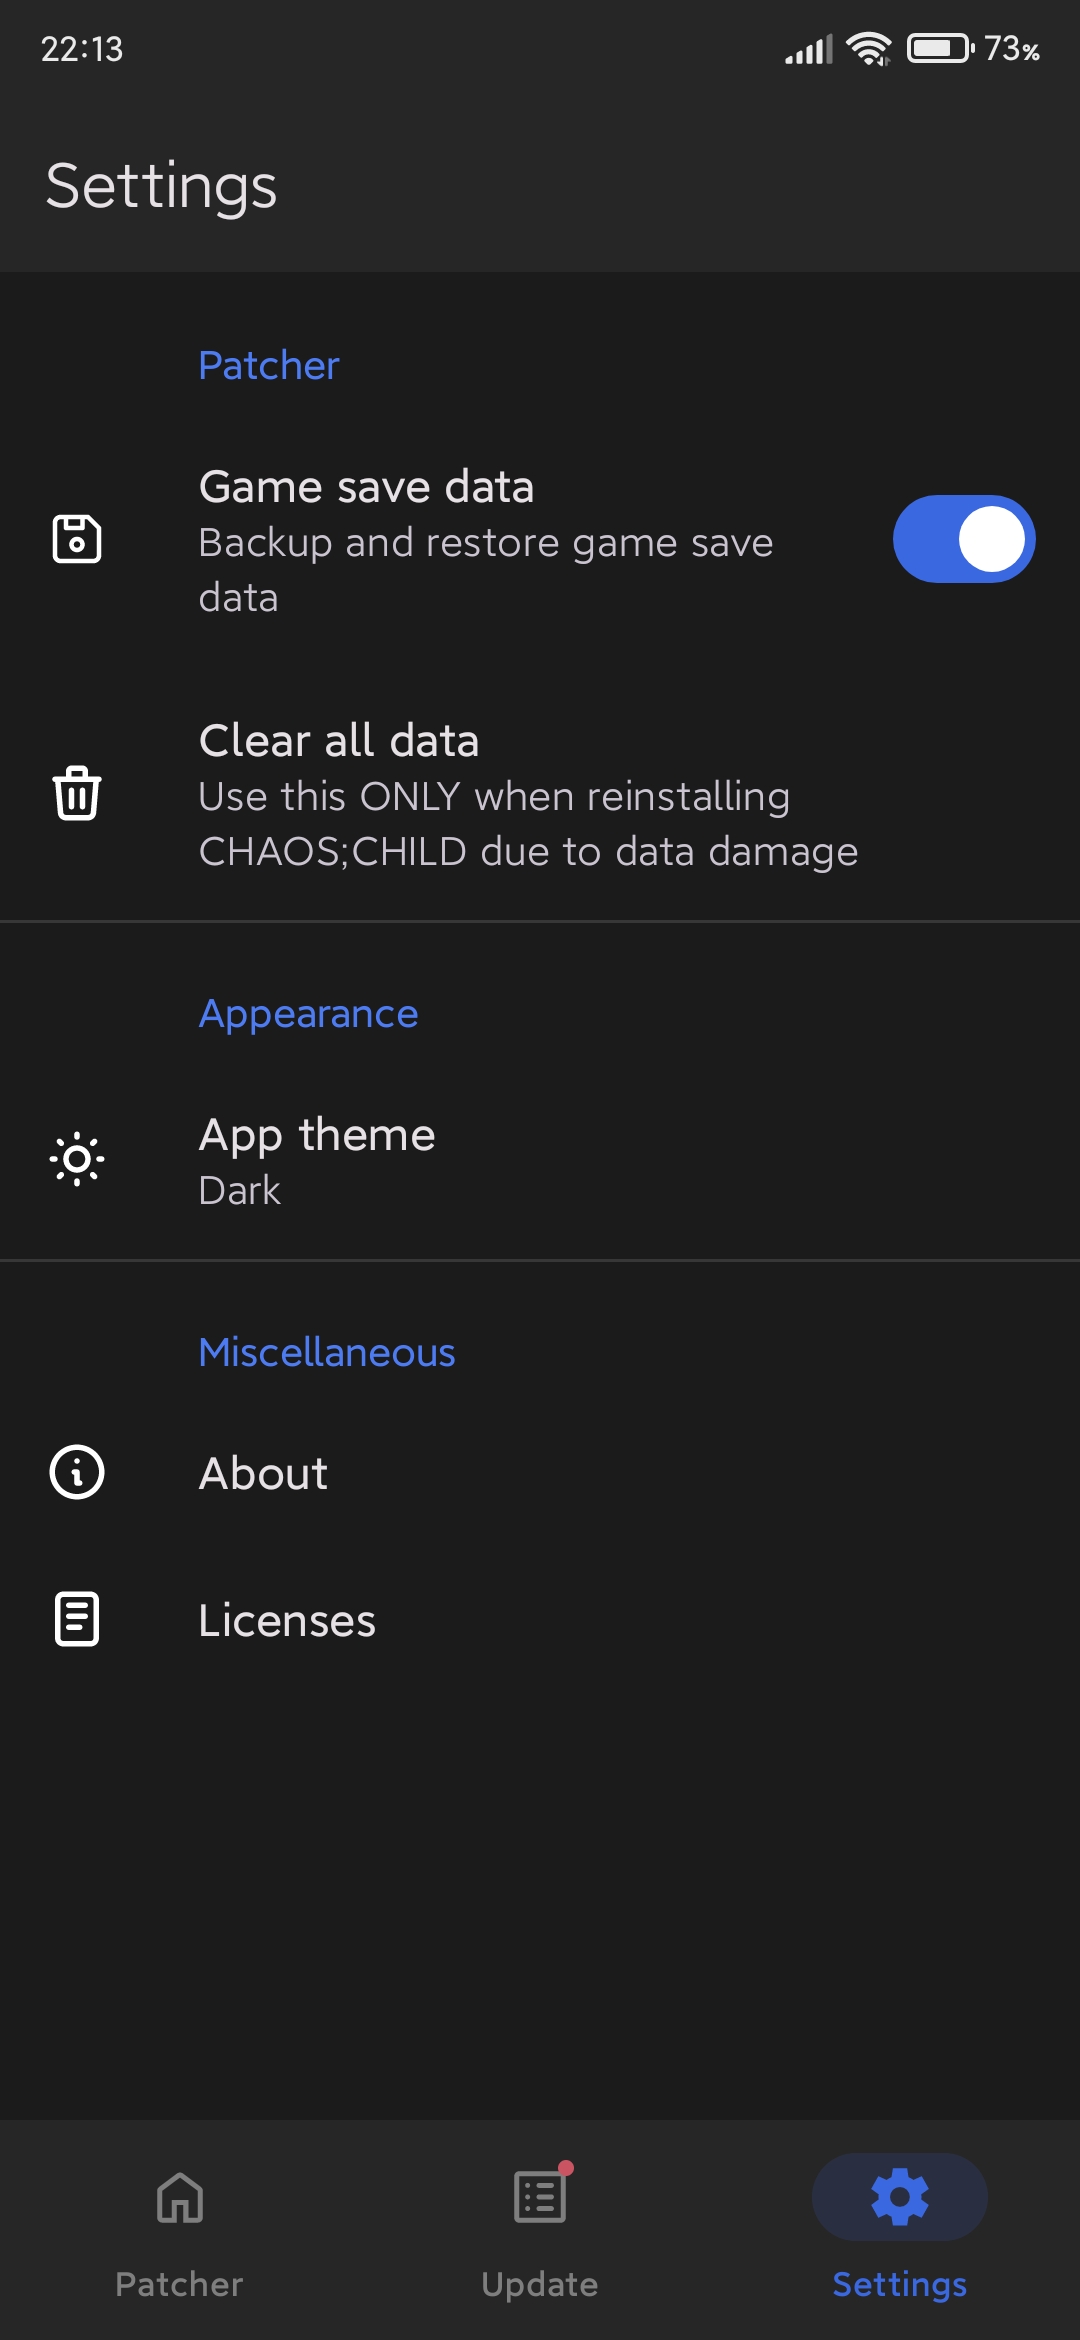 22:13
73%
Settings
Patcher
Game save data
Backup and restore game save
data
Clear all data
Use this ONLY when reinstalling
CHAOS;CHILD due to data damage
Appearance
App theme
Dark
Miscellaneous
About
Licenses
Patcher
Update
Settings